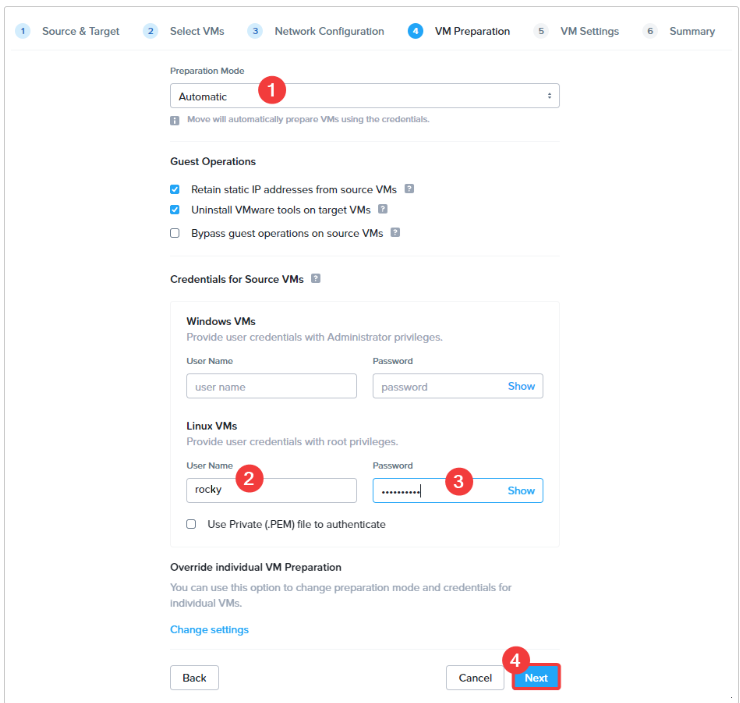 1 Source & Target 2 Select VMs 3 Network Configuration 4 VM Preparation 5 VM Settings 6 Summary
Preparation Mode
Automatic 1
i Move will automatically prepare VMs using the credentials.
Guest Operations
Retain static IP addresses from source VMs ?
Uninstall VMware tools on target VMs ?
Bypass guest operations on source VMs ?
Credentials for Source VMs ?
Windows VMs
Provide user credentials with Administrator privileges.
User Name Password
user name password Show
Linux VMs
Provide user credentials with root privileges.
User Name 2 Password 3
rocky •••••••••• Show
Use Private (.PEM) file to authenticate
Override individual VM Preparation
You can use this option to change preparation mode and credentials for
individual VMs.
Change settings
4
Back Cancel Next